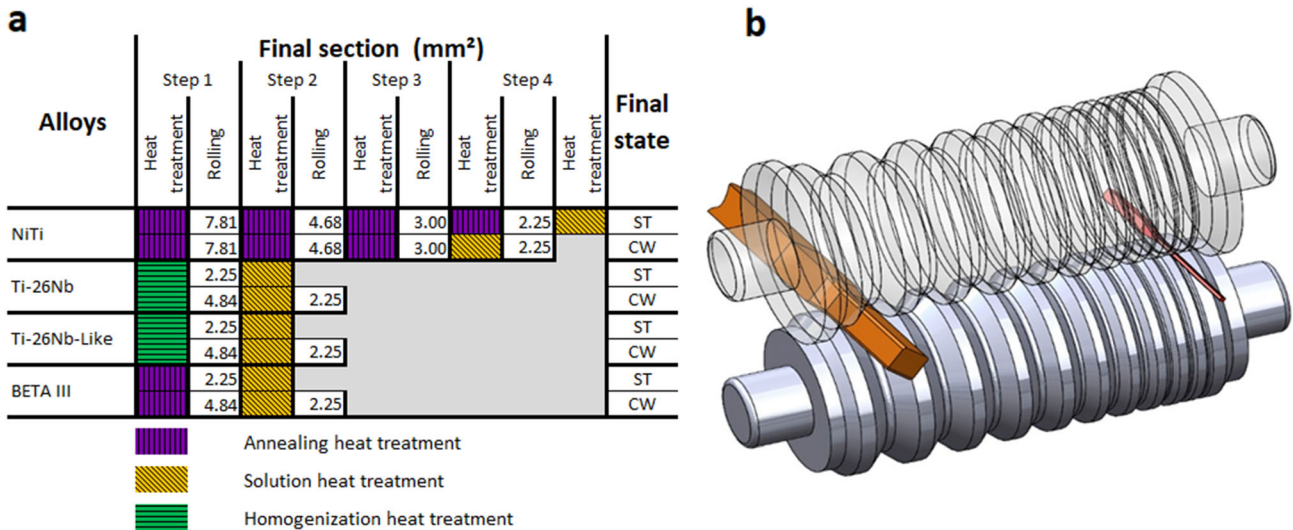 a
Final section (mm²)
Step 1 Step 2 Step 3 Step 4
Alloys
Heat treatment Rolling Heat treatment Rolling Heat treatment Rolling Heat treatment Rolling Heat treatment
Final state
NiTi
7.81 4.68 3.00 2.25 ST
7.81 4.68 3.00 2.25 CW
Ti-26Nb
2.25 ST
4.84 2.25 CW
Ti-26Nb-Like
2.25 ST
4.84 2.25 CW
BETA III
2.25 ST
4.84 2.25 CW
Annealing heat treatment
Solution heat treatment
Homogenization heat treatment
b